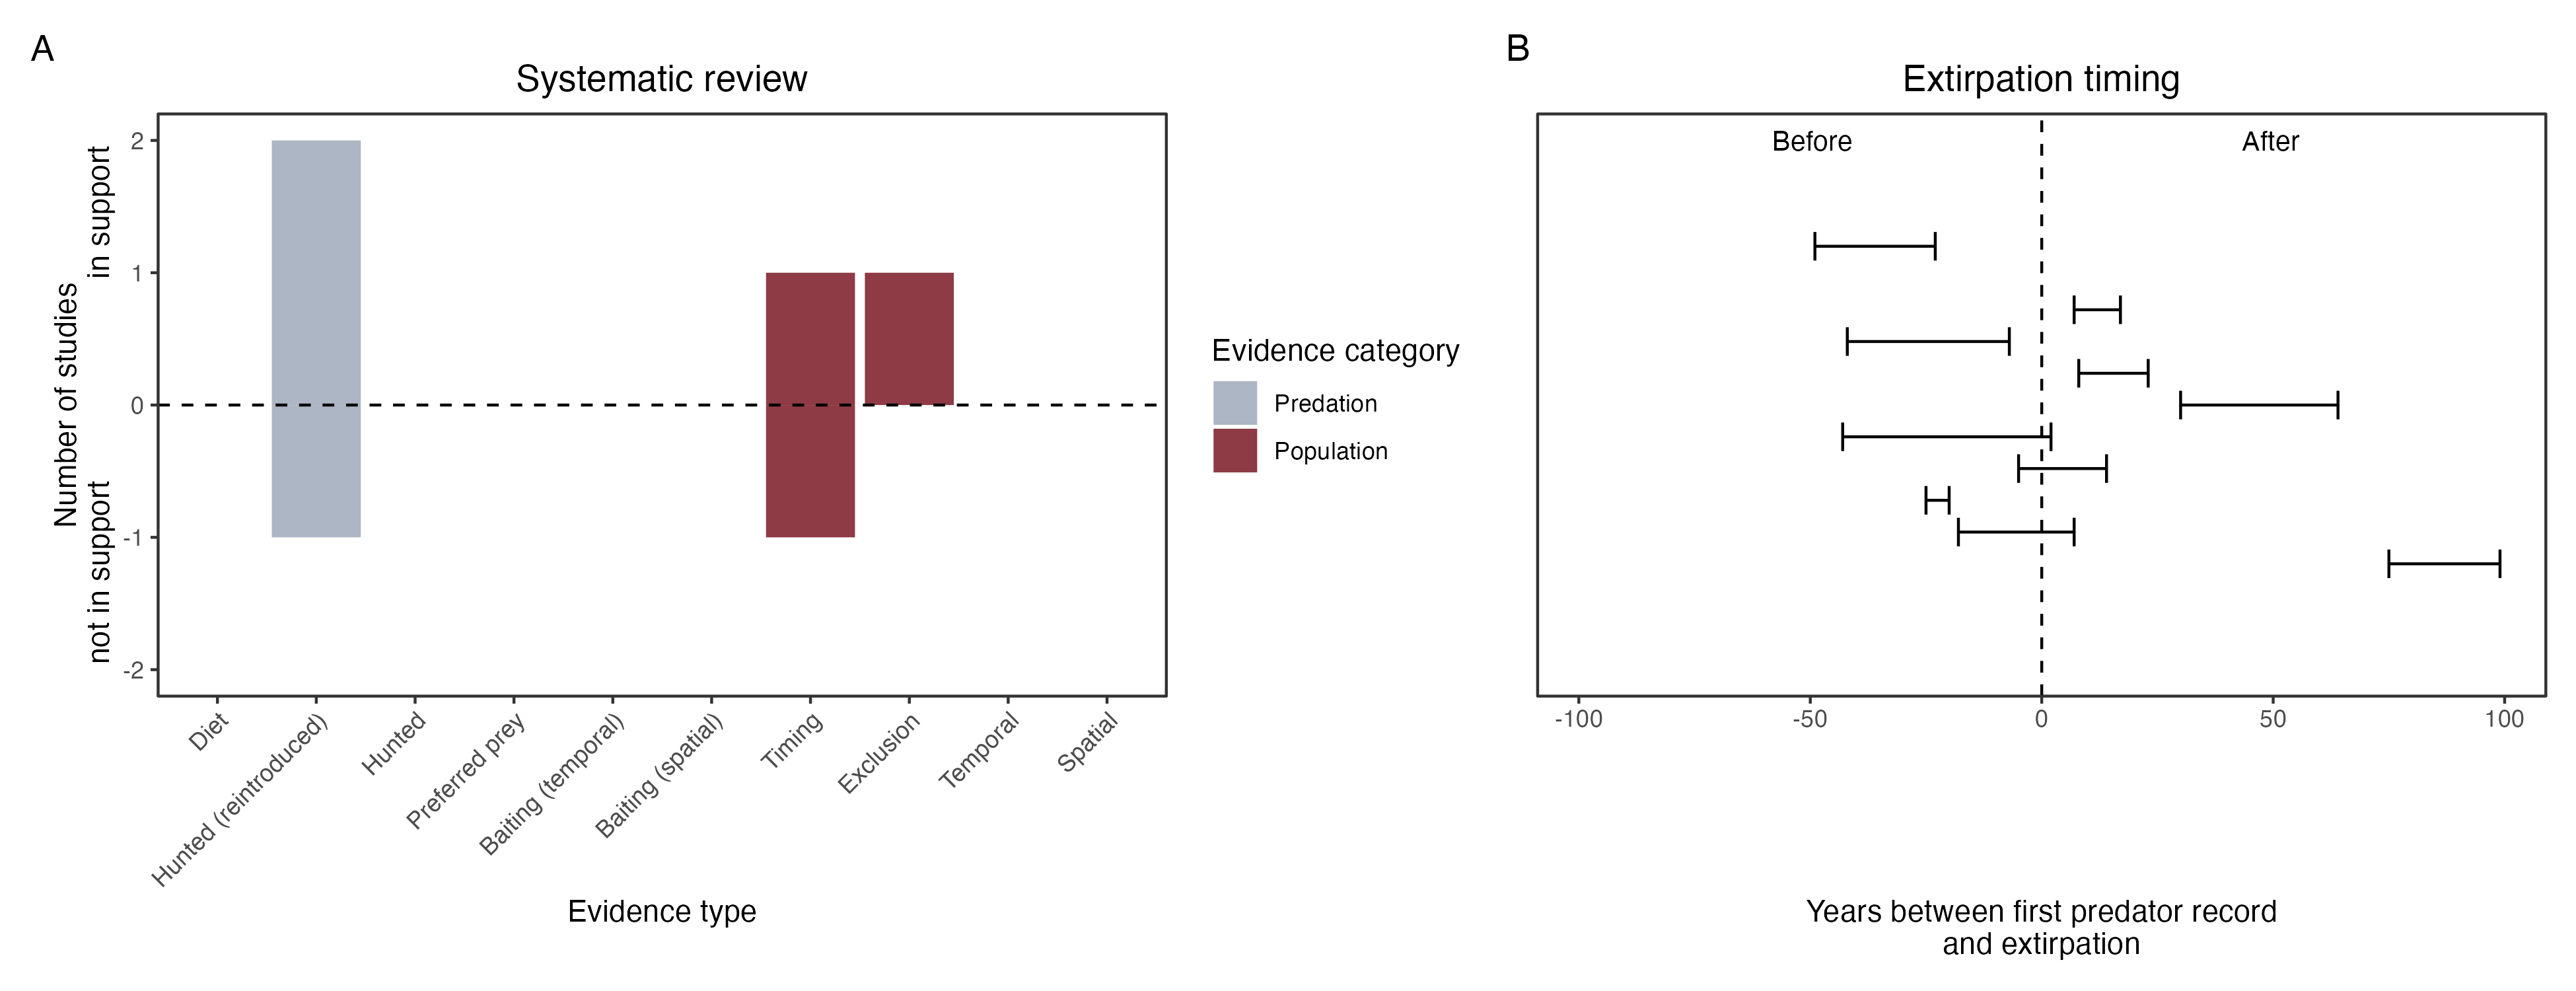 A
Systematic review
Number of studies
not in support
in support
2
1
0
-1
-2
Diet
Hunted (reintroduced)
Hunted
Preferred prey
Baiting (temporal)
Baiting (spatial)
Timing
Exclusion
Temporal
Spatial
Evidence type
Evidence category
Predation
Population
B
Extirpation timing
Before
After
-100
-50
0
50
100
Years between first predator record
and extirpation